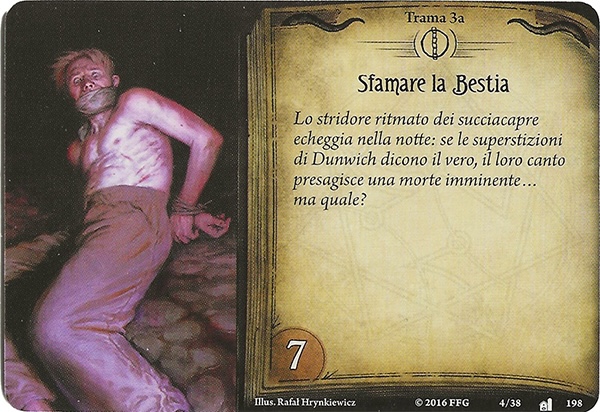 Trama 3a
Sfamare la Bestia
Lo stridore ritmato dei succiacapre
echeggia nella notte: se le superstizioni
di Dunwich dicono il vero, il loro canto
presagisce una morte imminente…
ma quale?
7
Illus. Rafał Hrynkiewicz © 2016 FFG 4/38 198